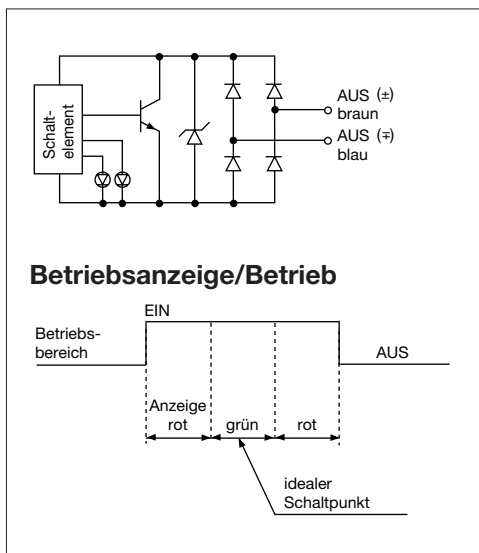 Schalt-
element
AUS (±)
braun
AUS (∓)
blau
Betriebsanzeige/Betrieb
EIN
Betriebs-
bereich
AUS
Anzeige
rot
grün
rot
idealer
Schaltpunkt